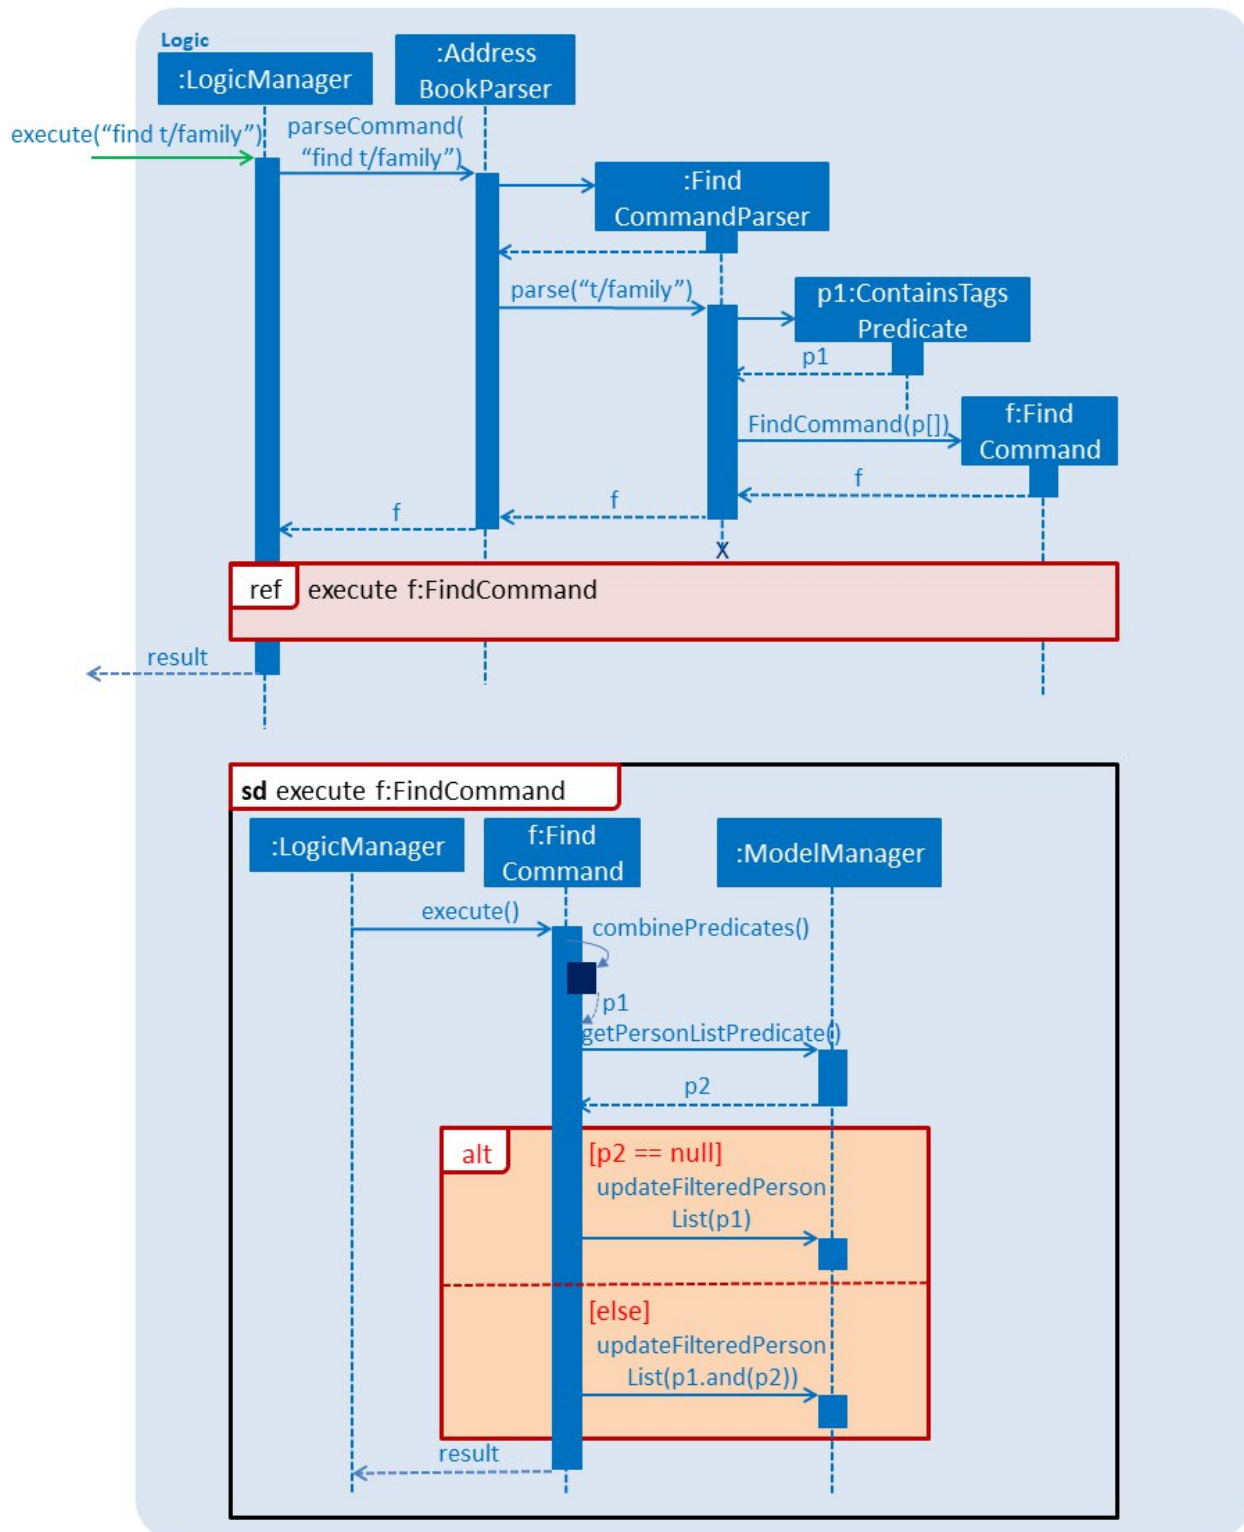 Logic
:LogicManager
:Address
BookParser
execute(“find t/family”)
parseCommand(
“find t/family”)
:Find
CommandParser
parse(“t/family”)
p1:ContainsTags
Predicate
p1
FindCommand(p[])
f:Find
Command
f
f
f
X
ref execute f:FindCommand
result
sd execute f:FindCommand
:LogicManager
f:Find
Command
:ModelManager
execute()
combinePredicates()
p1
getPersonListPredicate()
p2
alt [p2 == null]
updateFilteredPerson
List(p1)
[else]
updateFilteredPerson
List(p1.and(p2))
result